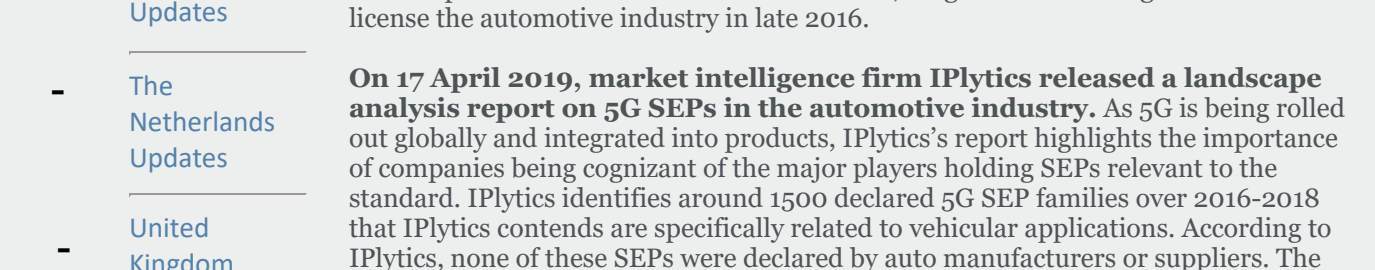 Updates
The
Netherlands
Updates
United
Kingdom
license the automotive industry in late 2016.
On 17 April 2019, market intelligence firm IPlytics released a landscape
analysis report on 5G SEPs in the automotive industry. As 5G is being rolled
out globally and integrated into products, IPlytics’s report highlights the importance
of companies being cognizant of the major players holding SEPs relevant to the
standard. IPlytics identifies around 1500 declared 5G SEP families over 2016-2018
that IPlytics contends are specifically related to vehicular applications. According to
IPlytics, none of these SEPs were declared by auto manufacturers or suppliers. The